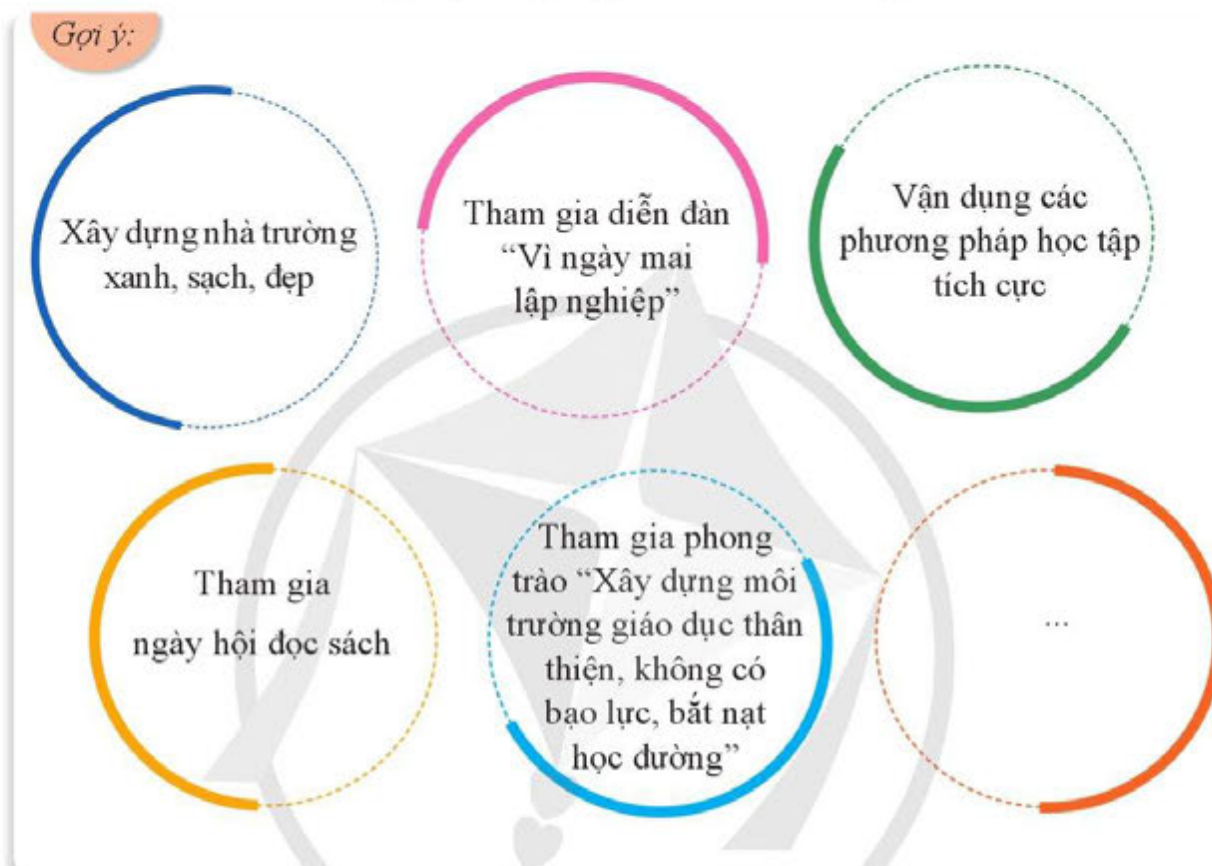 Gợi ý:
Xây dựng nhà trường
xanh, sạch, đẹp
Tham gia diễn đàn
“Vì ngày mai
lập nghiệp”
Vận dụng các
phương pháp học tập
tích cực
Tham gia
ngày hội đọc sách
Tham gia phong
trào “Xây dựng môi
trường giáo dục thân
thiện, không có
bạo lực, bắt nạt
học đường”
...